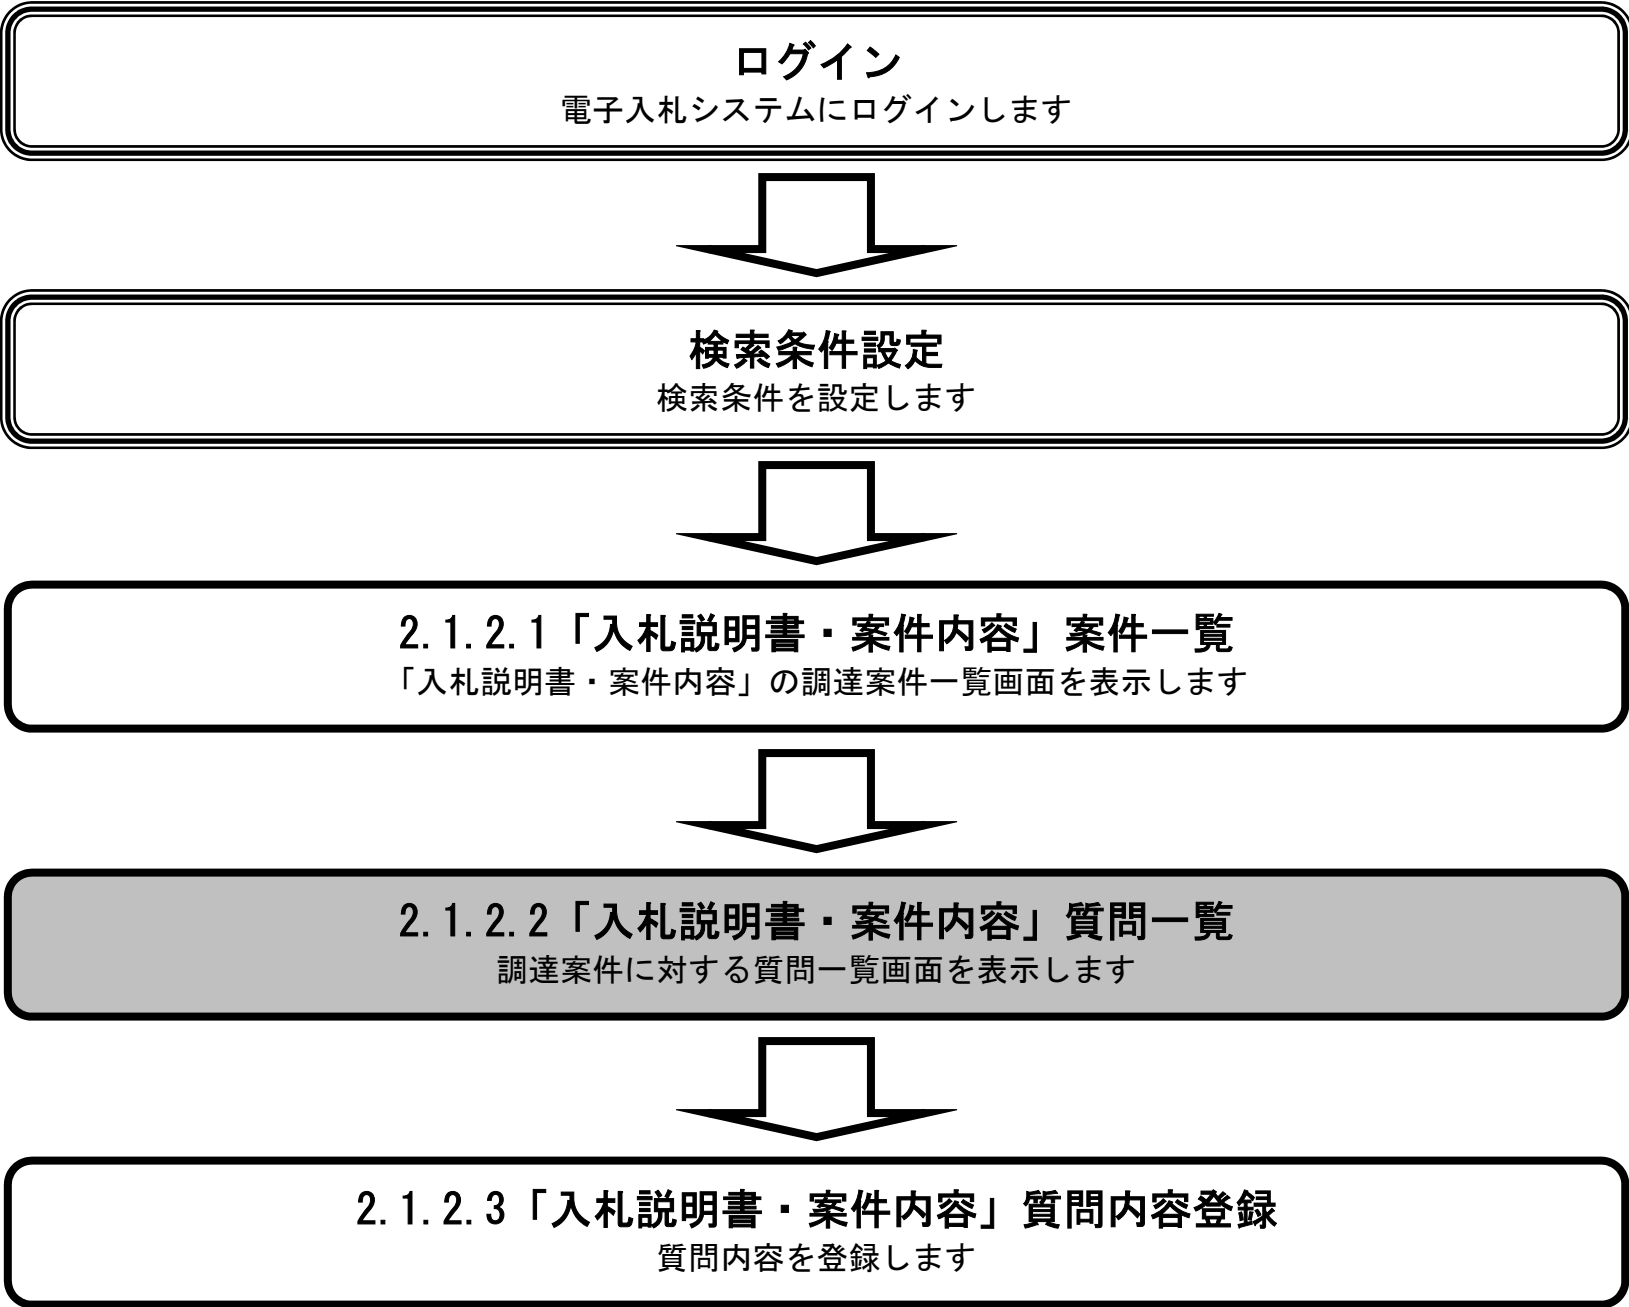 ログイン
電子入札システムにログインします
検索条件設定
検索条件を設定します
2.1.2.1「入札説明書・案件内容」案件一覧
「入札説明書・案件内容」の調達案件一覧画面を表示します
2.1.2.2「入札説明書・案件内容」質問一覧
調達案件に対する質問一覧画面を表示します
2.1.2.3「入札説明書・案件内容」質問内容登録
質問内容を登録します